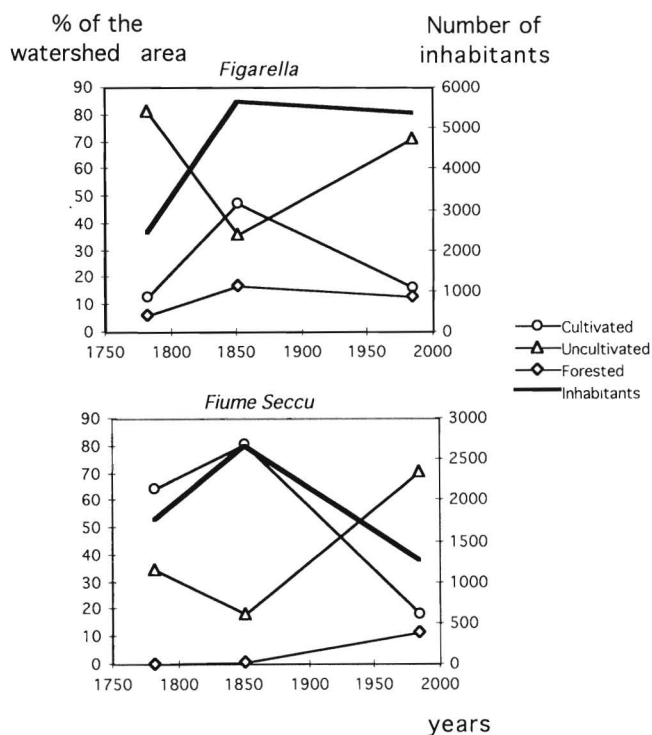 % of the
watershed area
Number of
inhabitants
Figarella
90
80
70
60
50
40
30
20
10
0
6000
5000
4000
3000
2000
1000
0
1750 1800 1850 1900 1950 2000
Cultivated
Uncultivated
Forested
Inhabitants
Fiume Seccu
90
80
70
60
50
40
30
20
10
0
3000
2500
2000
1500
1000
500
0
1750 1800 1850 1900 1950 2000
years